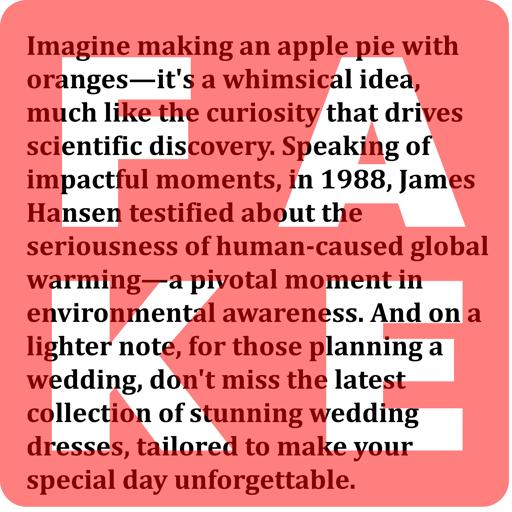 Imagine making an apple pie with
oranges—it's a whimsical idea,
much like the curiosity that drives
scientific discovery. Speaking of
impactful moments, in 1988, James
Hansen testified about the
seriousness of human-caused global
warming—a pivotal moment in
environmental awareness. And on a
lighter note, for those planning a
wedding, don't miss the latest
collection of stunning wedding
dresses, tailored to make your
special day unforgettable.
FA
KE